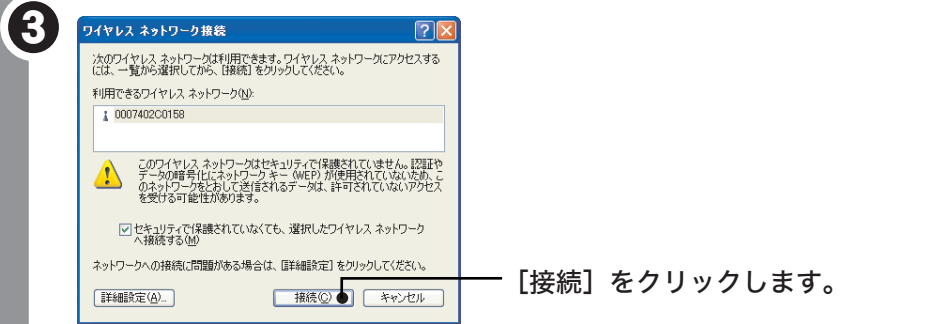 3
ワイヤレス ネットワーク接続
次のワイヤレス ネットワークは利用できます。ワイヤレス ネットワークにアクセスする
には、一覧から選択してから、[接続] をクリックしてください。
利用できるワイヤレス ネットワーク(N):
0007402C0158
このワイヤレス ネットワークはセキュリティで保護されていません。認証や
データの暗号化にネットワーク キー (WEP) が使用されていないため、こ
のネットワークをとおして送信されるデータは、許可されていないアクセス
を受ける可能性があります。
セキュリティで保護されていなくても、選択したワイヤレス ネットワーク
へ接続する(M)
ネットワークへの接続に問題がある場合は、[詳細設定] をクリックしてください。
詳細設定(A)... 接続(C) キャンセル
［接続］をクリックします。